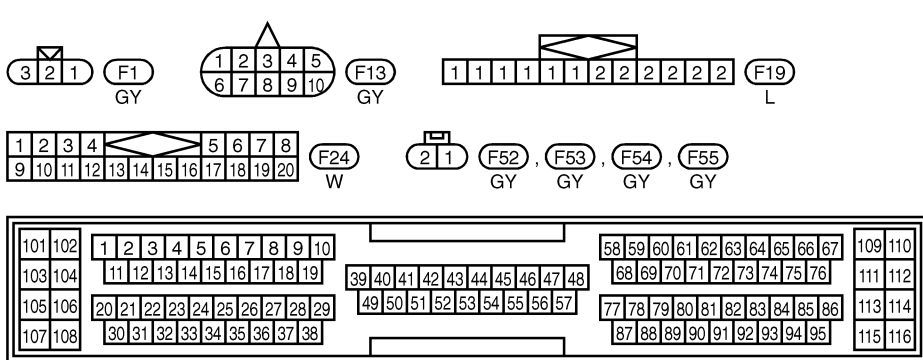 3 2 1 F1
GY
1 2 3 4 5
6 7 8 9 10 F13
GY
1 1 1 1 1 1 2 2 2 2 2 2 F19
L
1 2 3 4 5 6 7 8
9 10 11 12 13 14 15 16 17 18 19 20 F24
W
2 1 F52 , F53 , F54 , F55
GY GY GY GY
101 102
103 104
105 106
107 108
1 2 3 4 5 6 7 8 9 10
11 12 13 14 15 16 17 18 19
20 21 22 23 24 25 26 27 28 29
30 31 32 33 34 35 36 37 38
39 40 41 42 43 44 45 46 47 48
49 50 51 52 53 54 55 56 57
58 59 60 61 62 63 64 65 66 67
68 69 70 71 72 73 74 75 76
77 78 79 80 81 82 83 84 85 86
87 88 89 90 91 92 93 94 95
109 110
111 112
113 114
115 116